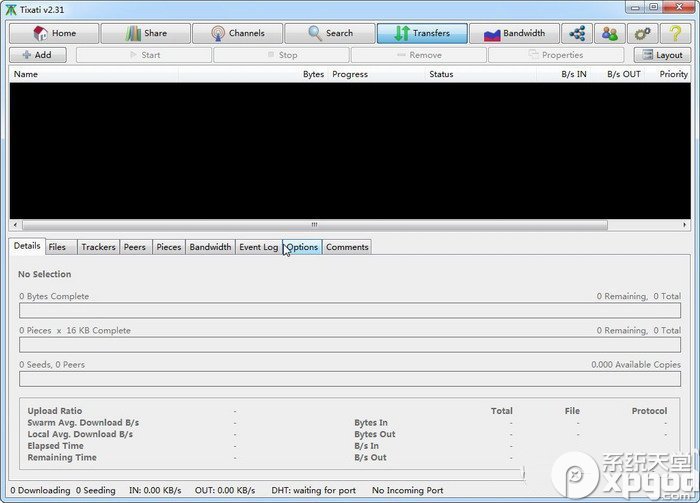 Tixati v2.31
Home Share Channels Search Transfers Bandwidth ?
Add Start Stop Remove Properties Layout
Name Bytes Progress Status B/s IN B/s OUT Priority
Details Files Trackers Peers Pieces Bandwidth Event Log Options Comments
No Selection
0 Bytes Complete 0 Remaining, 0 Total
0 Pieces x 16 KB Complete 0 Remaining, 0 Total
0 Seeds, 0 Peers 0.000 Available Copies
Upload Ratio - Total File Protocol
Swarm Avg. Download B/s - Bytes In - - -
Local Avg. Download B/s - Bytes Out - - -
Elapsed Time - B/s In - - -
Remaining Time - B/s Out - - -
系统天堂
xpgpc
0 Downloading 0 Seeding IN: 0.00 KB/s OUT: 0.00 KB/s DHT: waiting for port No Incoming Port